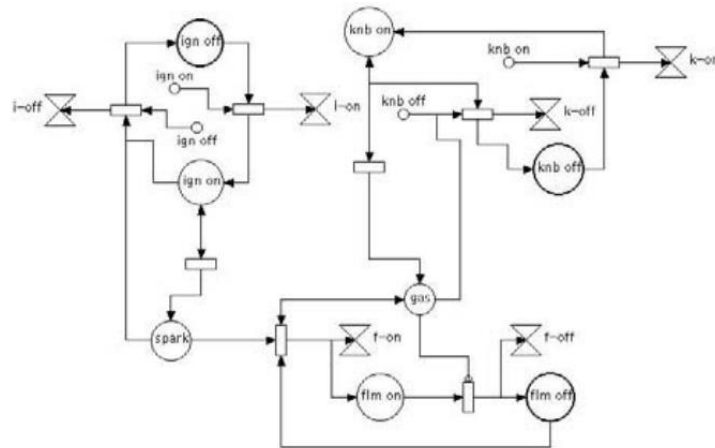 ign off
knb on
ign on
knb on
k-on
i-off
I-on
knb off
k-off
ign off
ign on
knb off
gas
spark
f-on
f-off
flm on
flm off